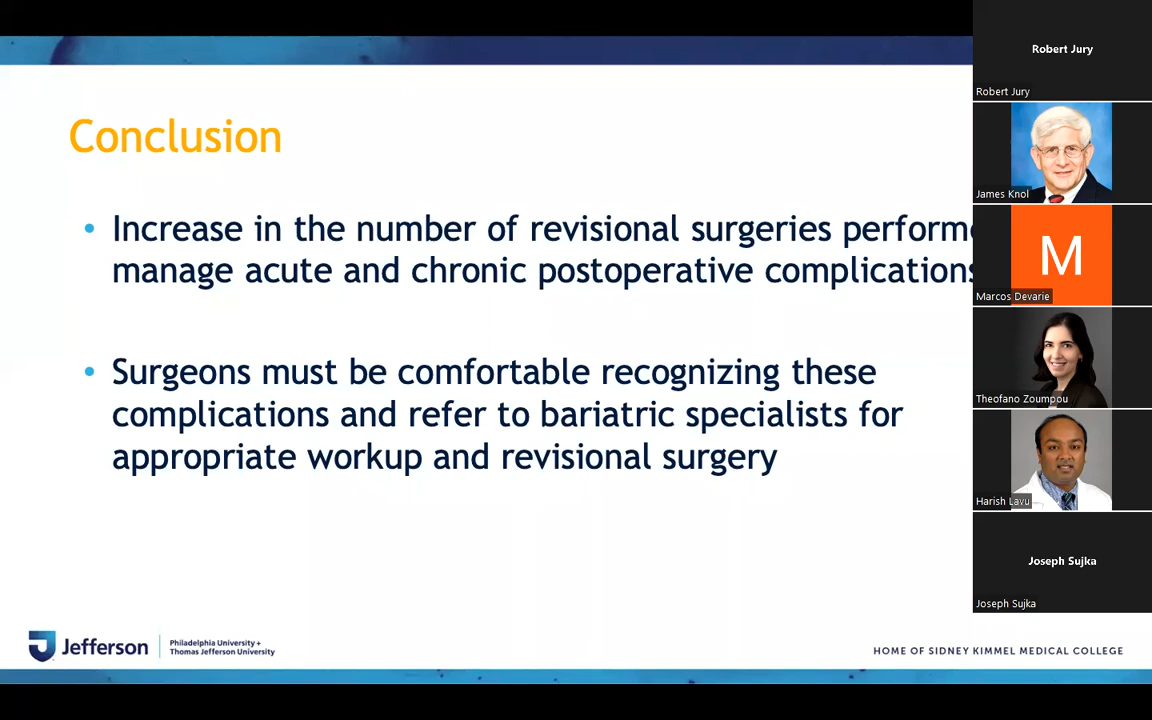 Conclusion
• Increase in the number of revisional surgeries
manage acute and chronic postoperative complications
• Surgeons must be comfortable recognizing these
complications and refer to bariatric specialists for
appropriate workup and revisional surgery
Jefferson
Philadelphia University +
Thomas Jefferson University
HOME OF SIDNEY KIMMEL MEDICAL COLLEGE
Robert Jury
Robert Jury
James Knol
M
Marcos Devarie
Theofano Zoumpou
Harish Lavu
Joseph Sujka
Joseph Sujka